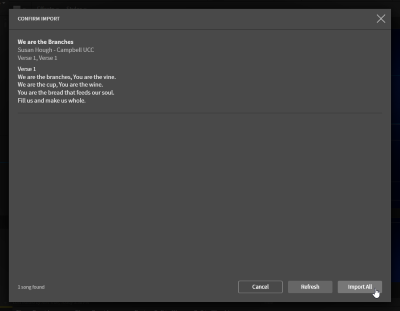 CONFIRM IMPORT
We are the Branches
Susan Hough - Campbell UCC
Verse 1, Verse 1
Verse 1
We are the branches, You are the vine.
We are the cup, You are the wine.
You are the bread that feeds our soul.
Fill us and make us whole.
1 song found
Cancel
Refresh
Import All